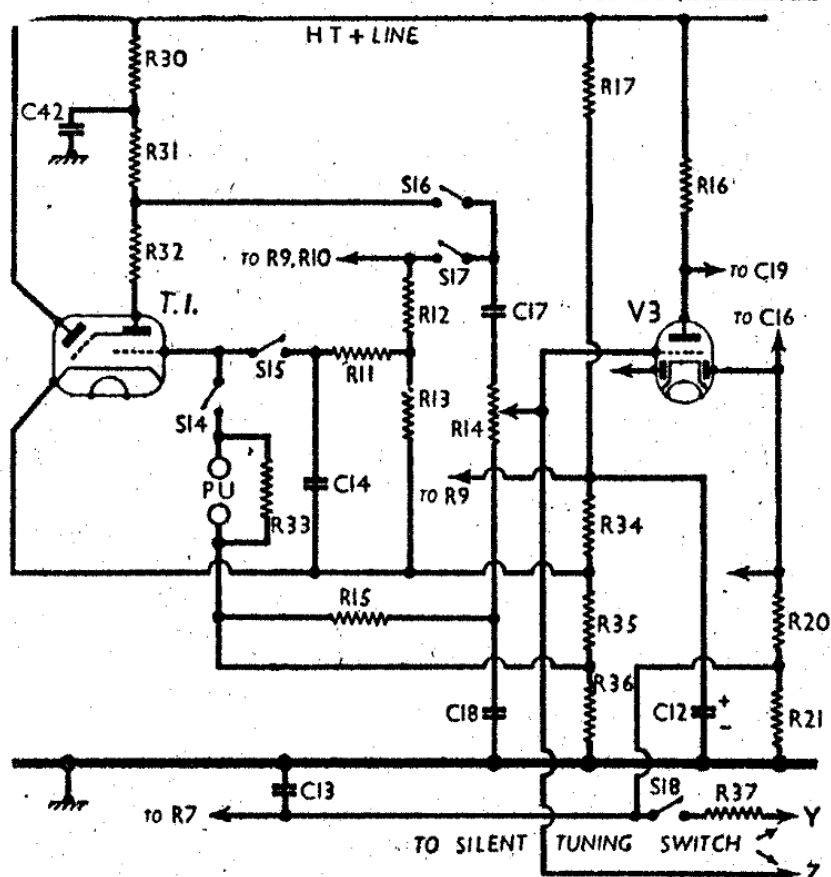 HT+LINE
R30
R17
C42
R31
S16
R16
R32
TO R9,R10
S17
TO C19
T.I.
R12
C17
V3
TO C16
S15
R11
R13
S14
R14
PU
C14
TO R9
R33
R34
R15
R35
R20
R36
C18
C12
+
-
R21
C13
S18
R37
TO R7
Y
TO SILENT TUNING SWITCH
Z